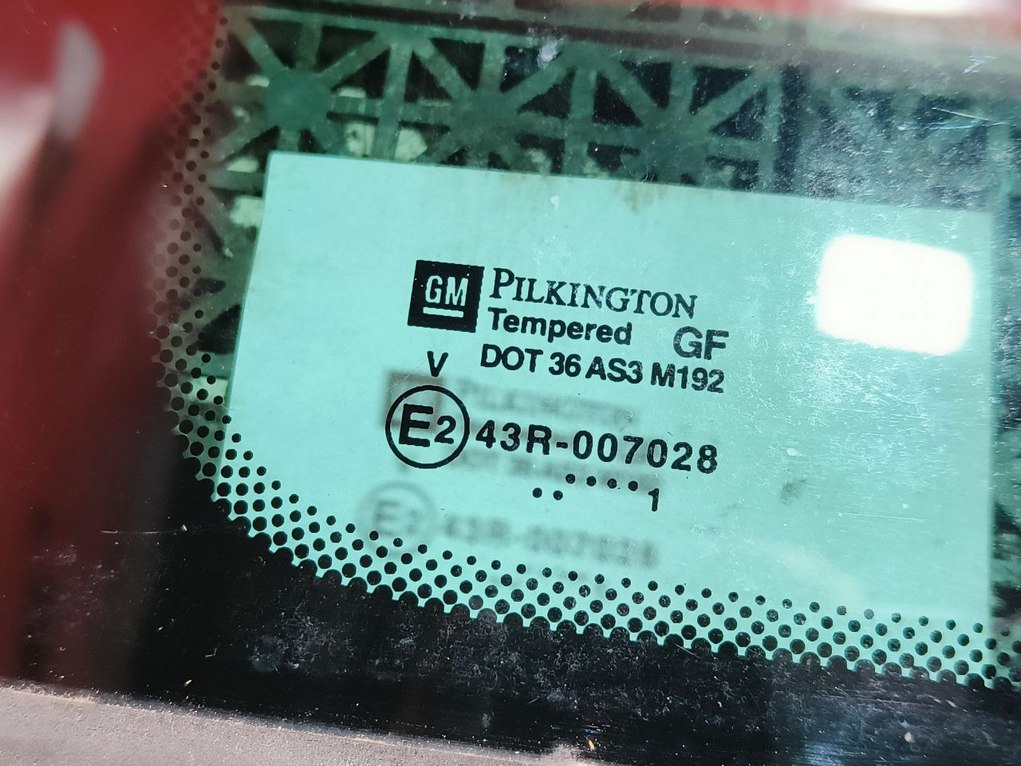 GM PILKINGTON
Tempered GF
DOT 36 AS3 M192
V
E2 43R-007028
.. ..... 1